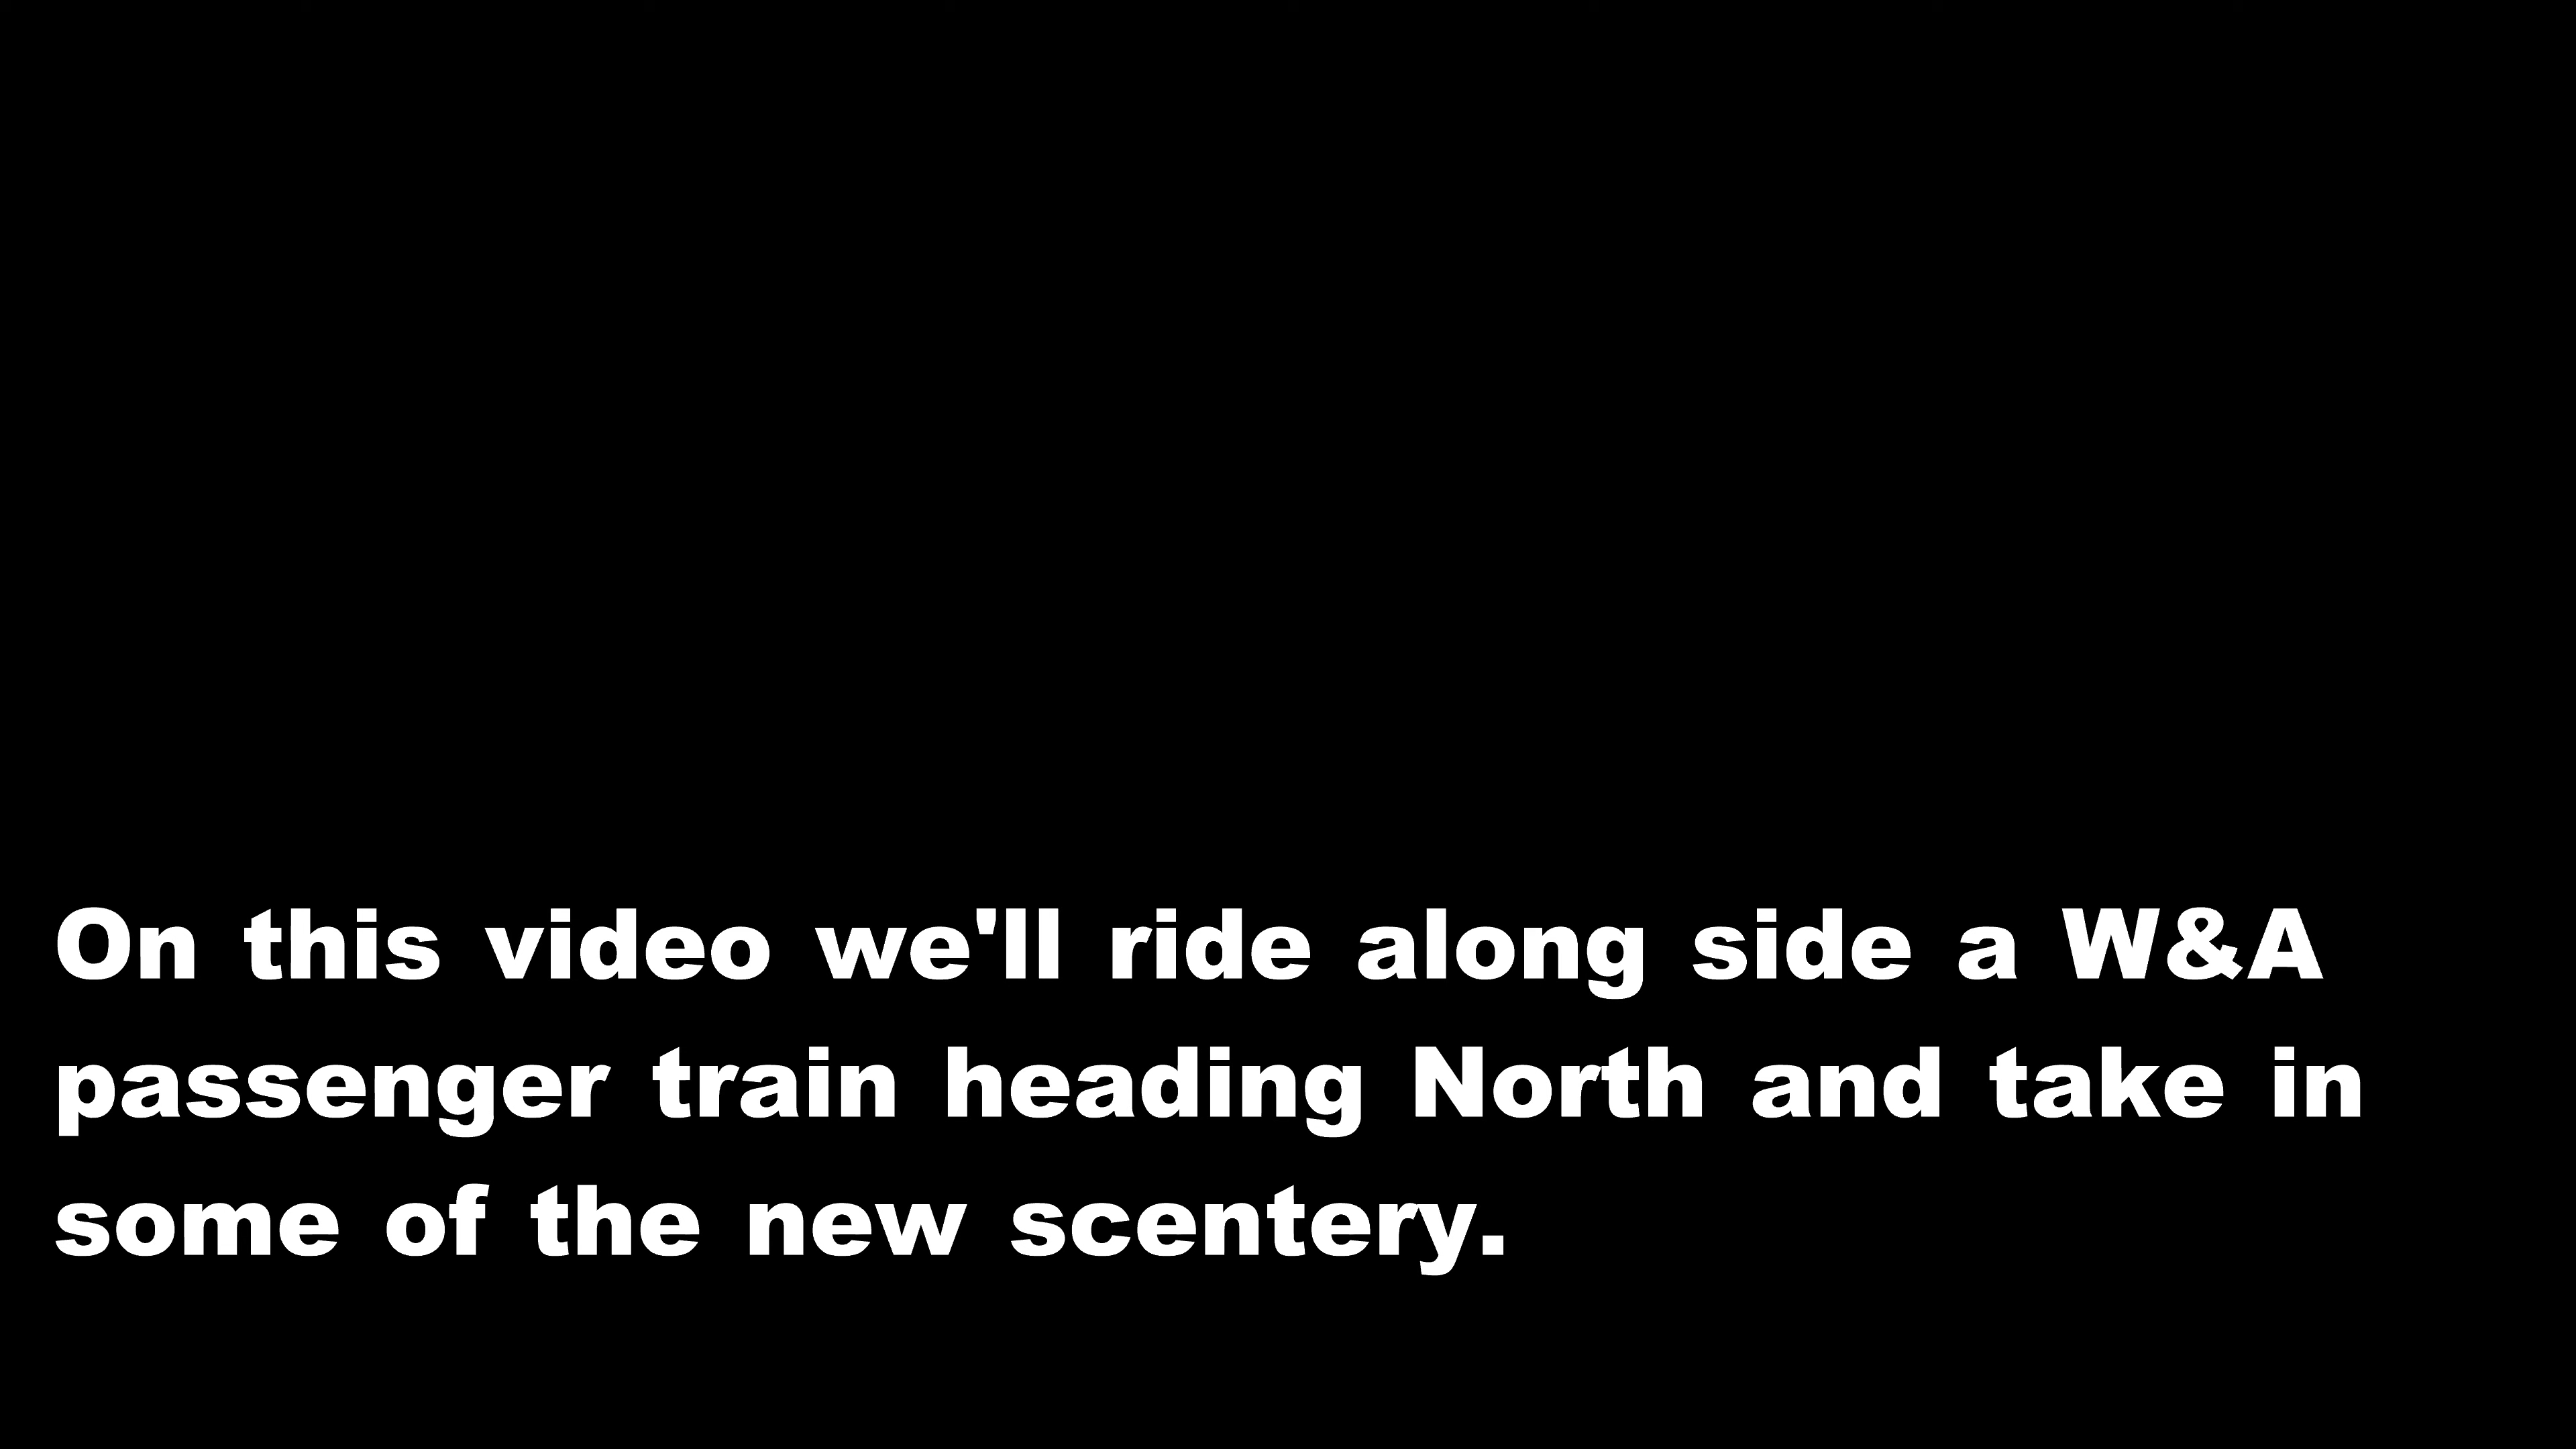 On this video we'll ride along side a W&A
passenger train heading North and take in
some of the new scentery.